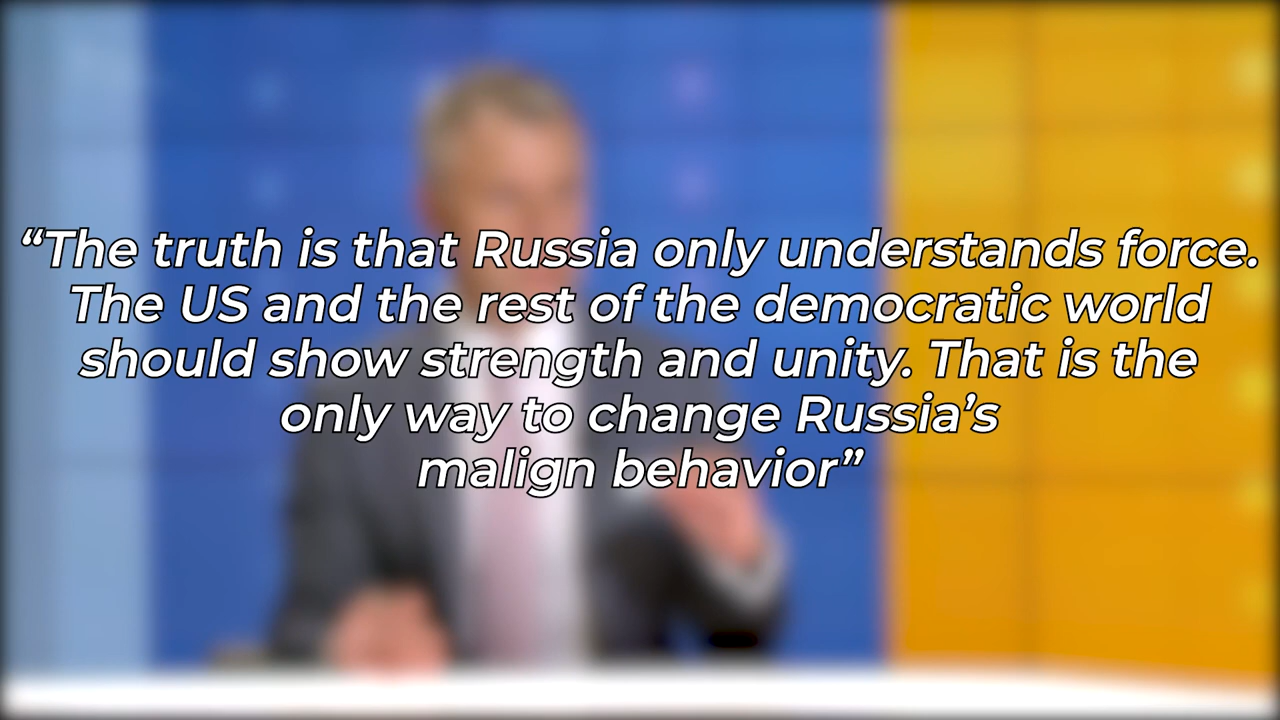 “The truth is that Russia only understands force.
The US and the rest of the democratic world
should show strength and unity. That is the
only way to change Russia’s
malign behavior”